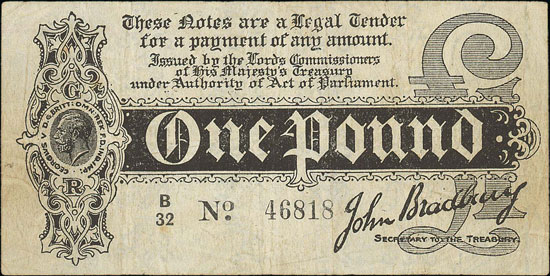 These Notes are a Legal Tender
for a payment of any amount.
Issued by the Lords Commissioners
of His Majesty's Treasury
under Authority of Act of Parliament.
£
G
R
One Pound
£1
B
32
No. 46818
John Bradbury
SECRETARY TO THE TREASURY.